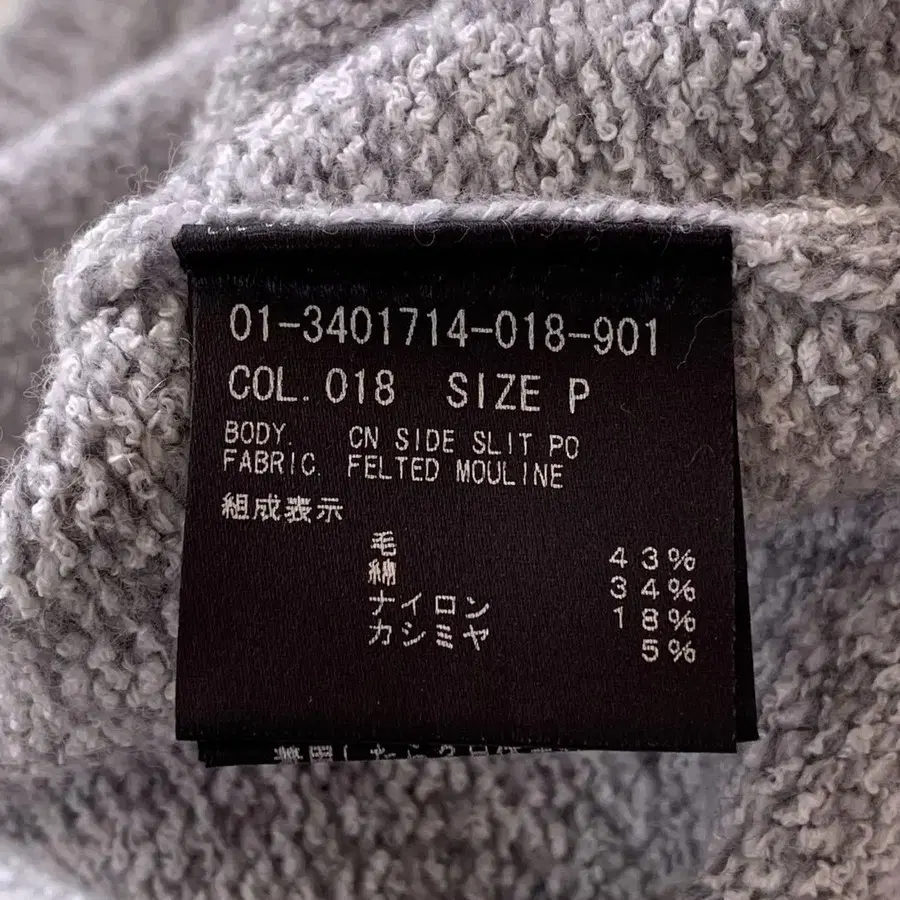 01-3401714-018-901
COL. 018 SIZE P
BODY. CN SIDE SLIT PO
FABRIC. FELTED MOULINE
組成表示
毛 43%
綿 34%
ナイロン 18%
カシミヤ 5%